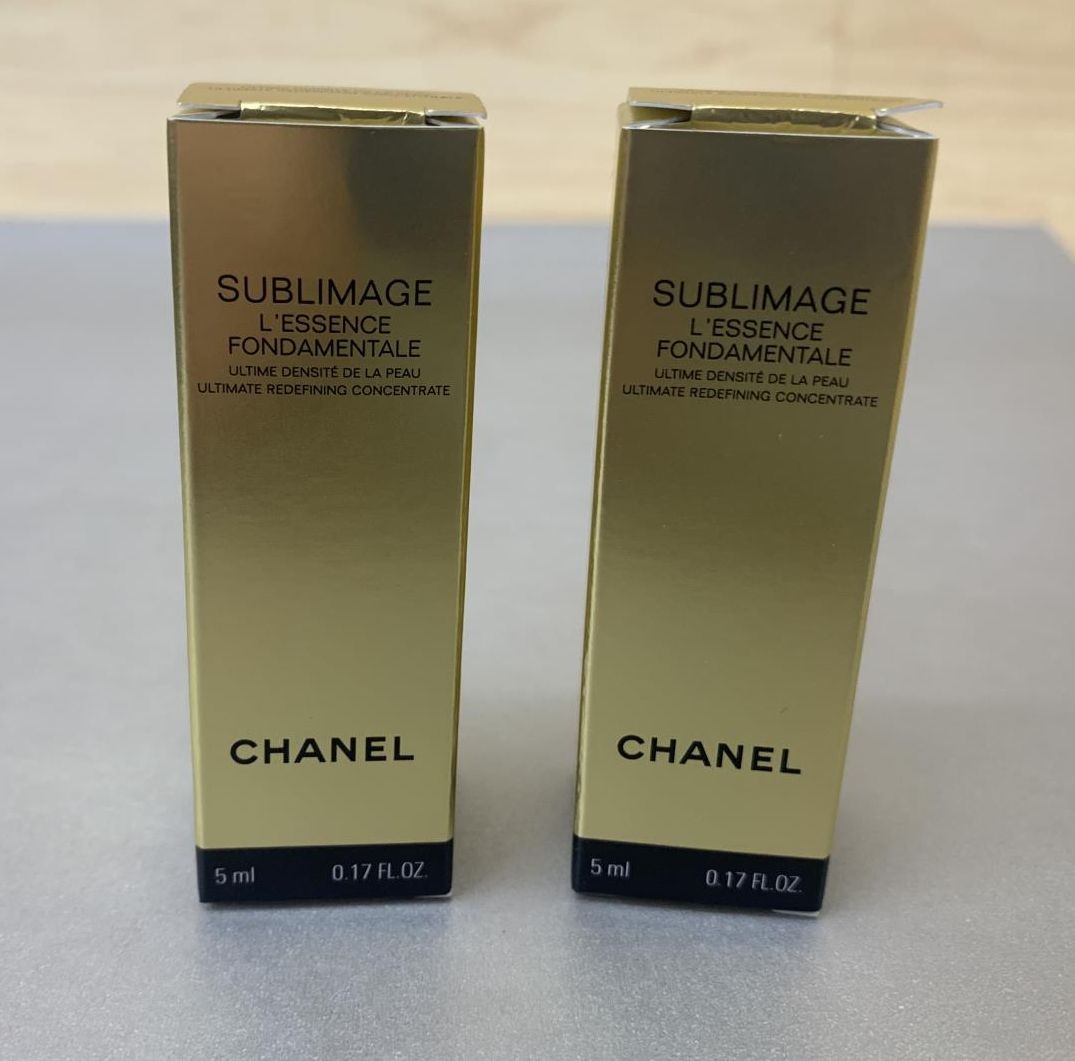 SUBLIMAGE
L'ESSENCE
FONDAMENTALE
ULTIME DENSITÉ DE LA PEAU
ULTIMATE REDEFINING CONCENTRATE
CHANEL
5 ml 0.17 FL.OZ.
SUBLIMAGE
L'ESSENCE
FONDAMENTALE
ULTIME DENSITÉ DE LA PEAU
ULTIMATE REDEFINING CONCENTRATE
CHANEL
5 ml 0.17 FL.OZ.